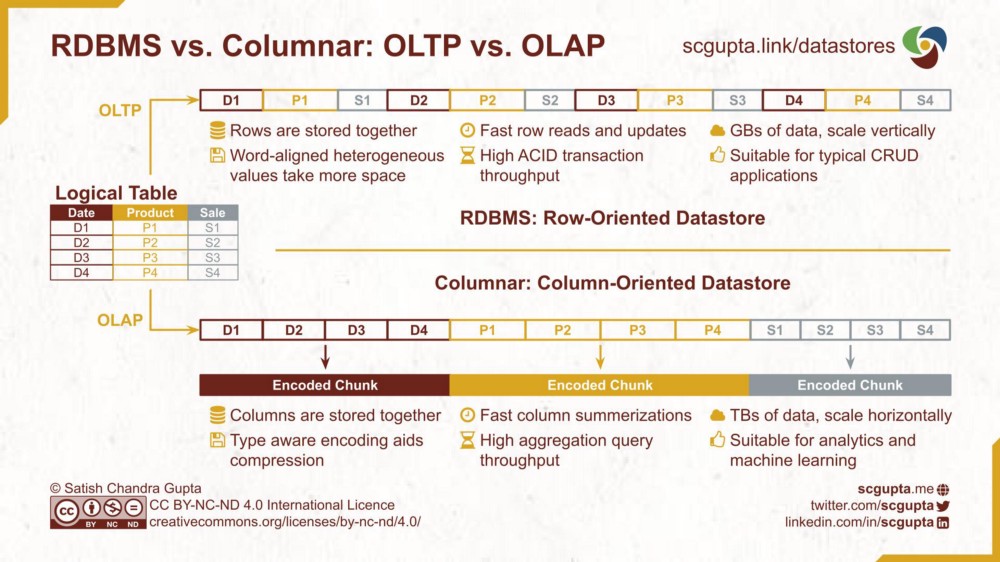 RDBMS vs. Columnar: OLTP vs. OLAP
scgupta.link/datastores
OLTP
D1 P1 S1 D2 P2 S2 D3 P3 S3 D4 P4 S4
Rows are stored together
Word-aligned heterogeneous
values take more space
Fast row reads and updates
High ACID transaction
throughput
GBs of data, scale vertically
Suitable for typical CRUD
applications
Logical Table
Date Product Sale
D1 P1 S1
D2 P2 S2
D3 P3 S3
D4 P4 S4
RDBMS: Row-Oriented Datastore
Columnar: Column-Oriented Datastore
OLAP
D1 D2 D3 D4 P1 P2 P3 P4 S1 S2 S3 S4
Encoded Chunk Encoded Chunk Encoded Chunk
Columns are stored together
Type aware encoding aids
compression
Fast column summerizations
High aggregation query
throughput
TBs of data, scale horizontally
Suitable for analytics and
machine learning
© Satish Chandra Gupta
CC BY-NC-ND 4.0 International Licence
creativecommons.org/licenses/by-nc-nd/4.0/
cc BY NC ND
scgupta.me
twitter.com/scgupta
linkedin.com/in/scgupta in